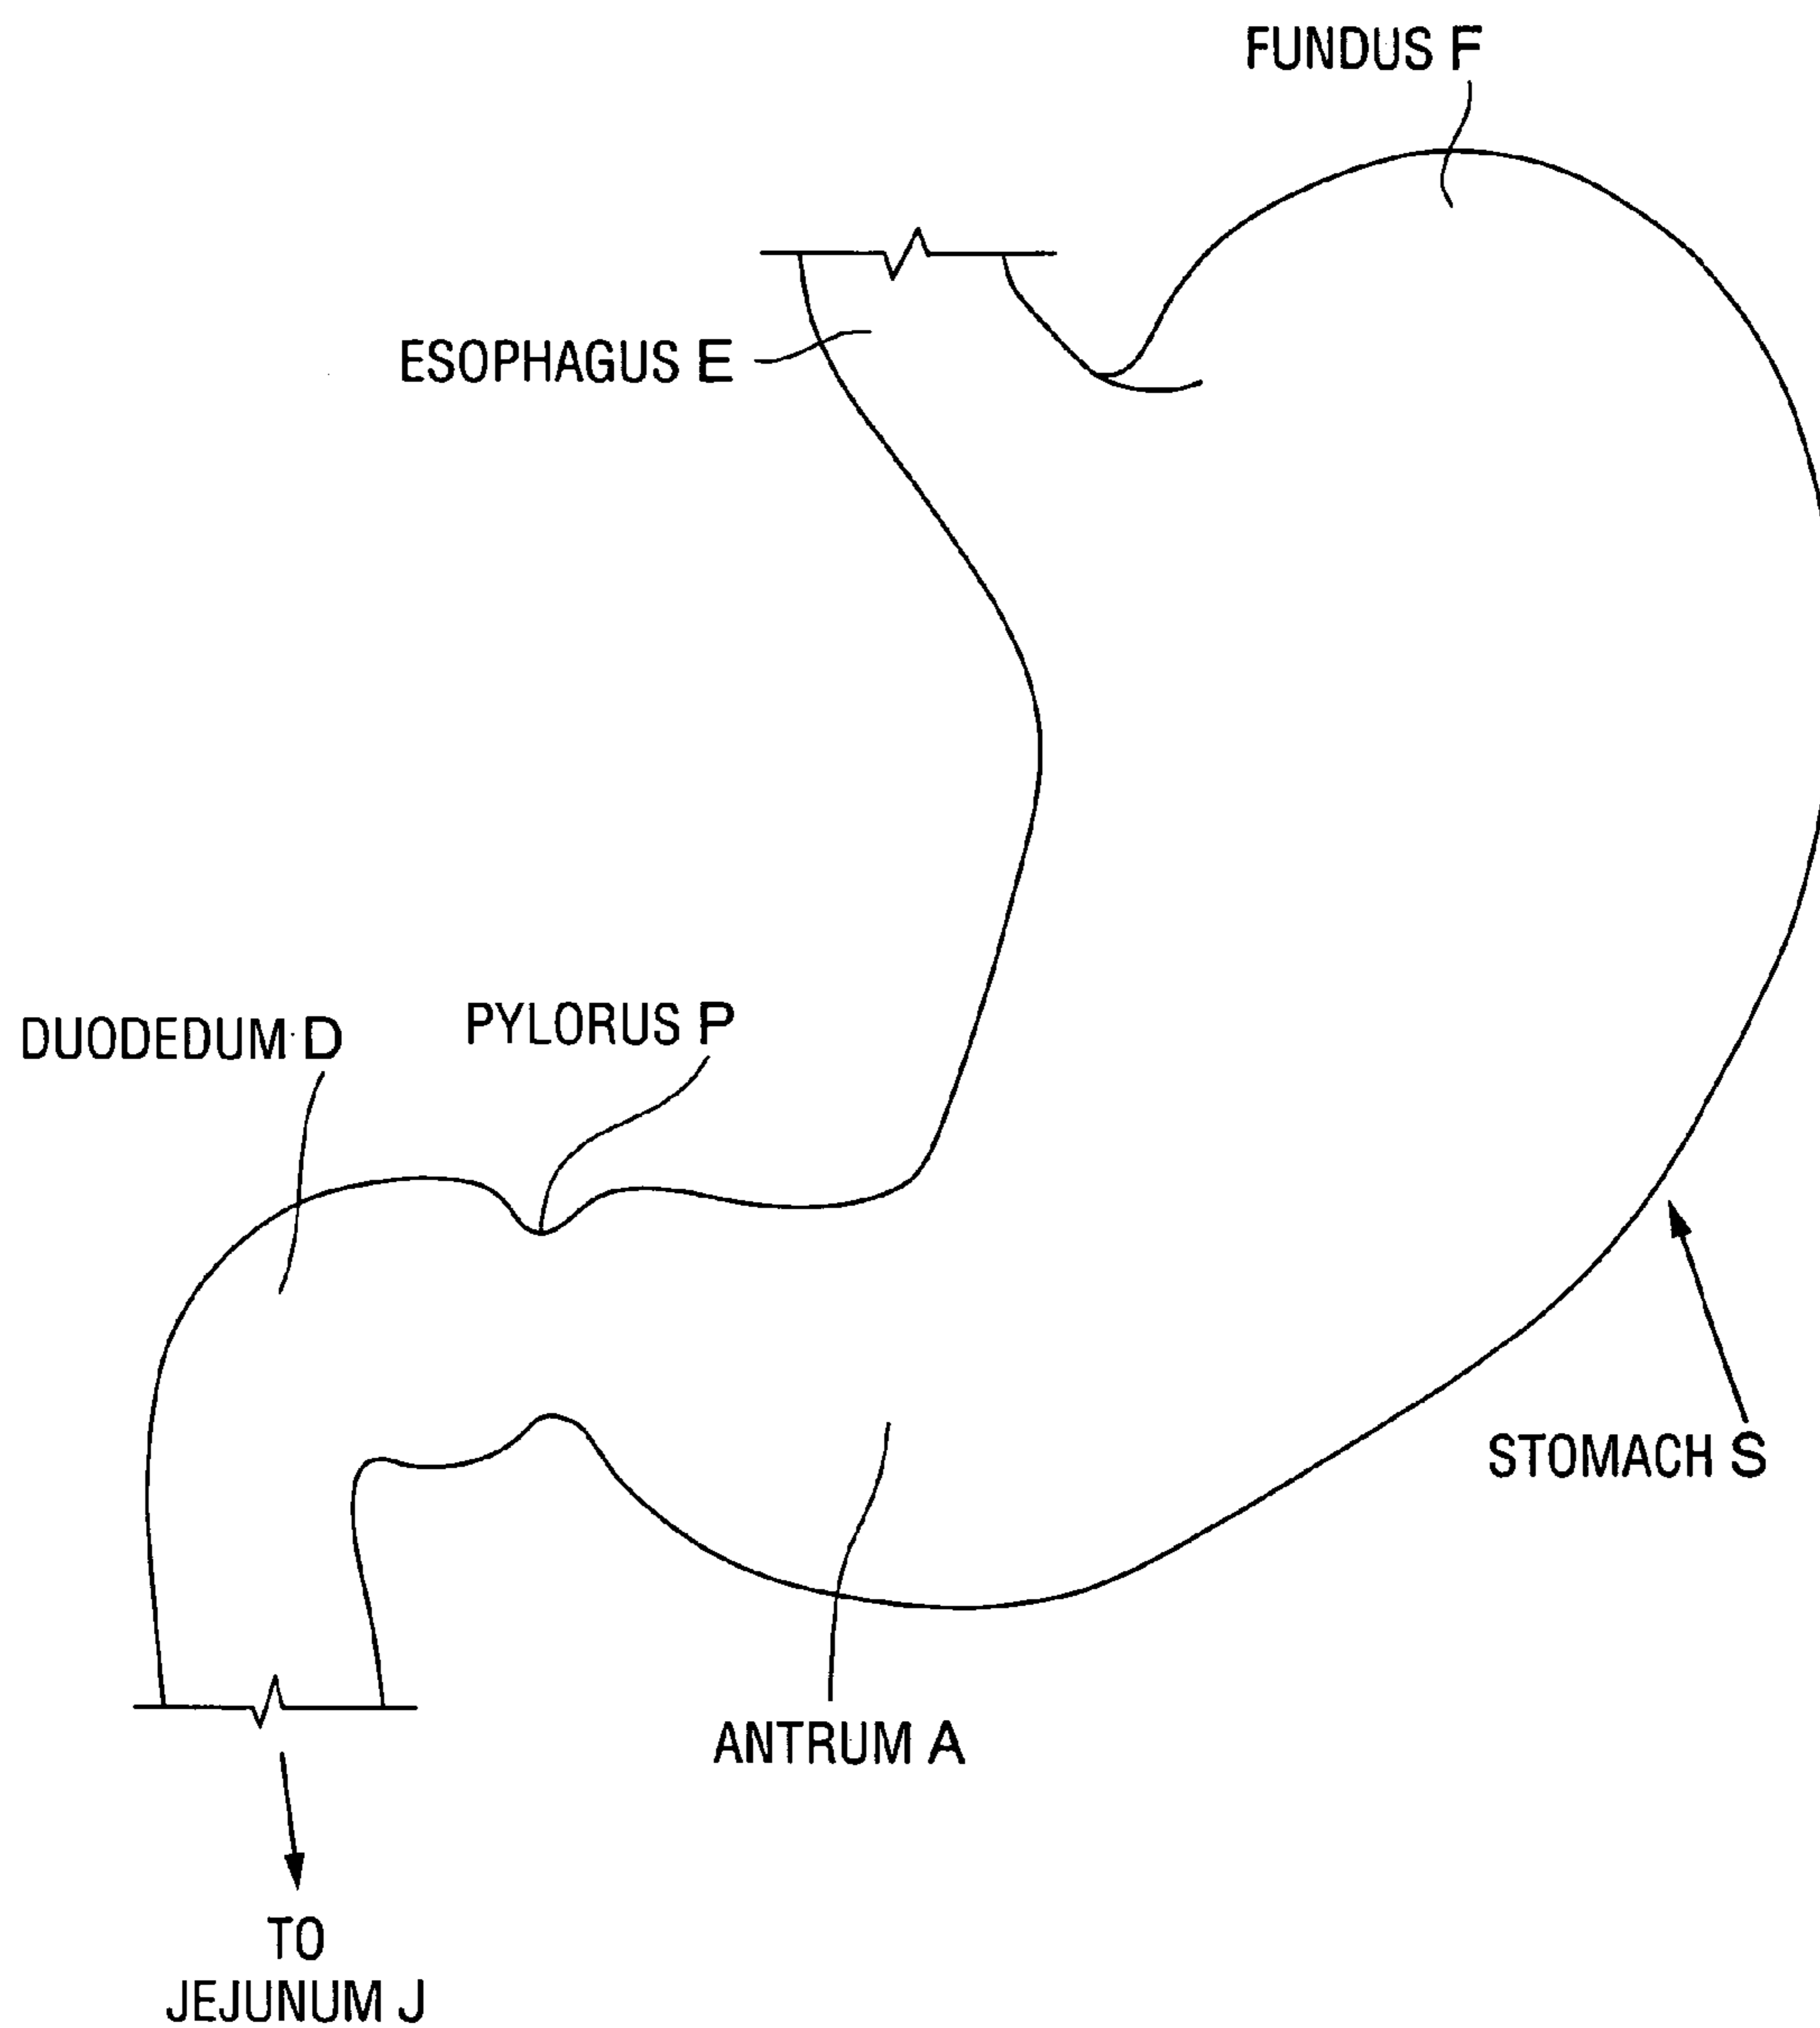 FUNDUS F
ESOPHAGUS E
DUODEDUM D
PYLORUS P
STOMACH S
ANTRUM A
TO
JEJUNUM J